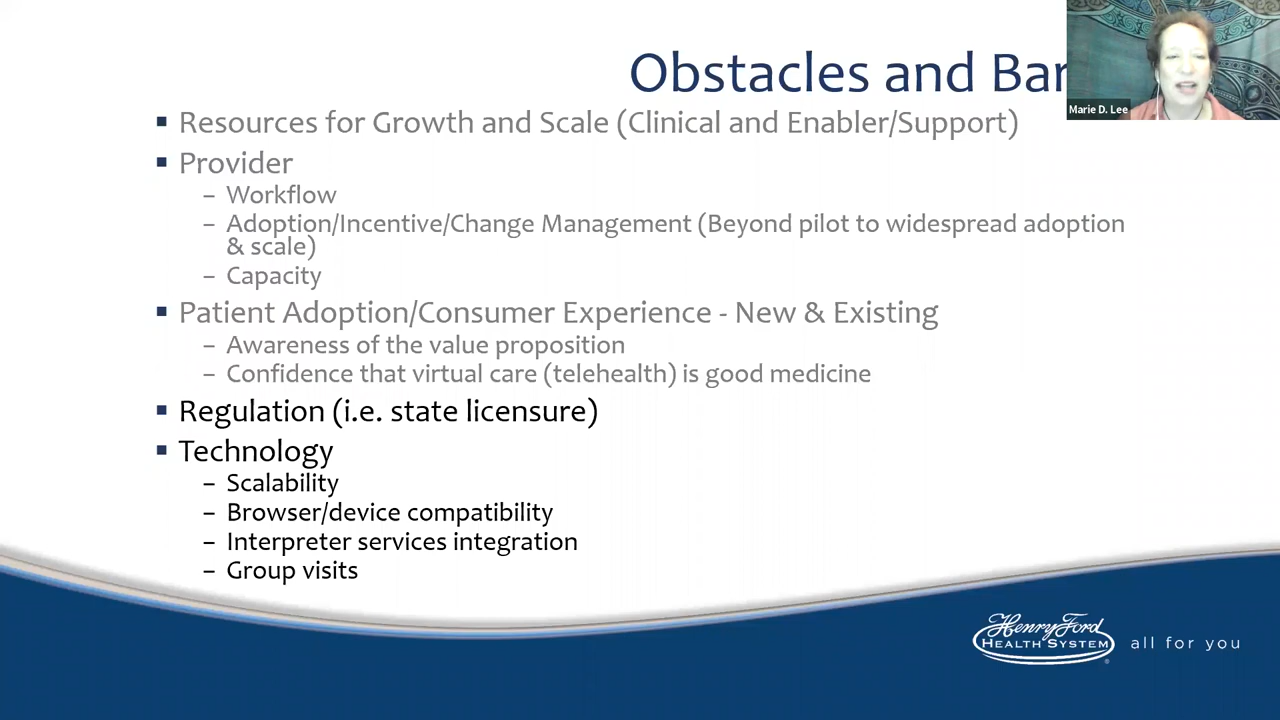 Obstacles and Bar
Marie D. Lee
▪ Resources for Growth and Scale (Clinical and Enabler/Support)
▪ Provider
– Workflow
– Adoption/Incentive/Change Management (Beyond pilot to widespread adoption
& scale)
– Capacity
▪ Patient Adoption/Consumer Experience - New & Existing
– Awareness of the value proposition
– Confidence that virtual care (telehealth) is good medicine
▪ Regulation (i.e. state licensure)
▪ Technology
– Scalability
– Browser/device compatibility
– Interpreter services integration
– Group visits
Henry Ford
HEALTH SYSTEM®
all for you